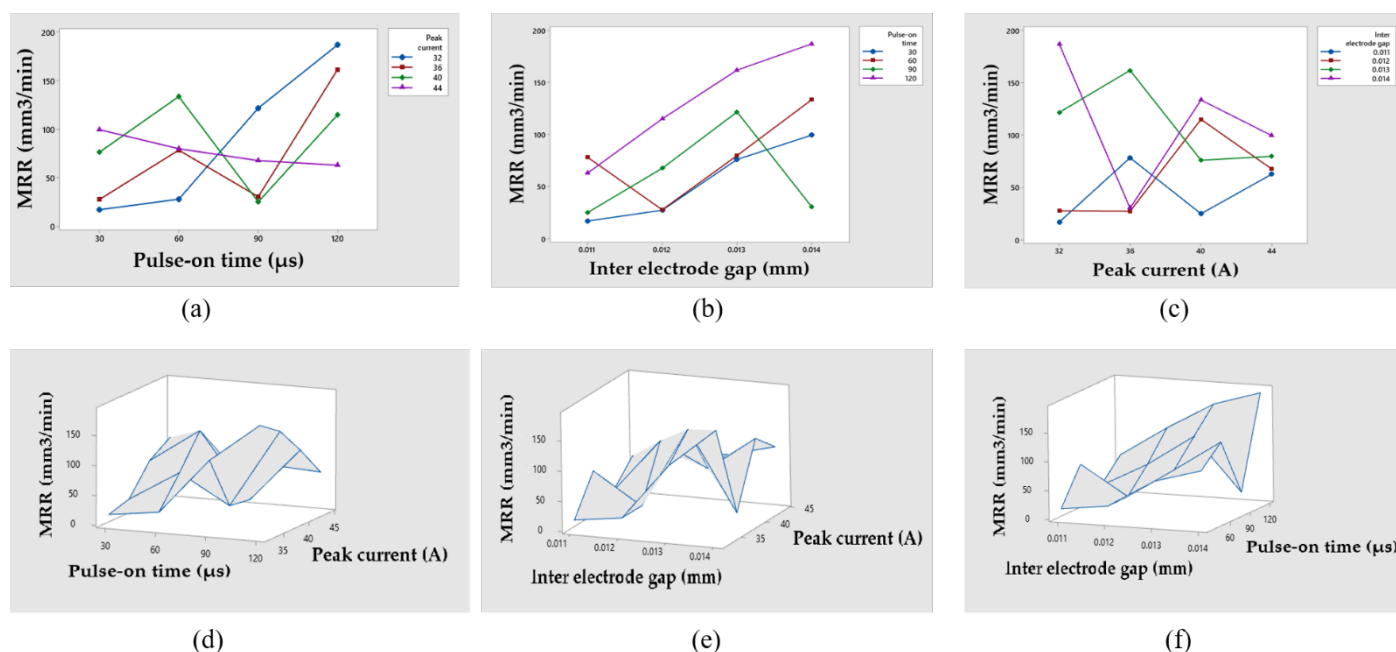 MRR (mm3/min)
200
150
100
50
0
30
60
90
120
Pulse-on time (µs)
Peak
current
32
36
40
44
(a)
MRR (mm3/min)
200
150
100
50
0
0.011
0.012
0.013
0.014
Inter electrode gap (mm)
Pulse-on
time
30
60
90
120
(b)
MRR (mm3/min)
200
150
100
50
0
32
36
40
44
Peak current (A)
Inter
electrode gap
0.011
0.012
0.013
0.014
(c)
MRR (mm3/min)
150
100
50
0
30
60
90
120
Pulse-on time (µs)
35
40
45
Peak current (A)
(d)
MRR (mm3/min)
150
100
50
0
0.011
0.012
0.013
0.014
Inter electrode gap (mm)
35
40
45
Peak current (A)
(e)
MRR (mm3/min)
150
100
50
0
0.011
0.012
0.013
0.014
Inter electrode gap (mm)
60
90
120
Pulse-on time (µs)
(f)